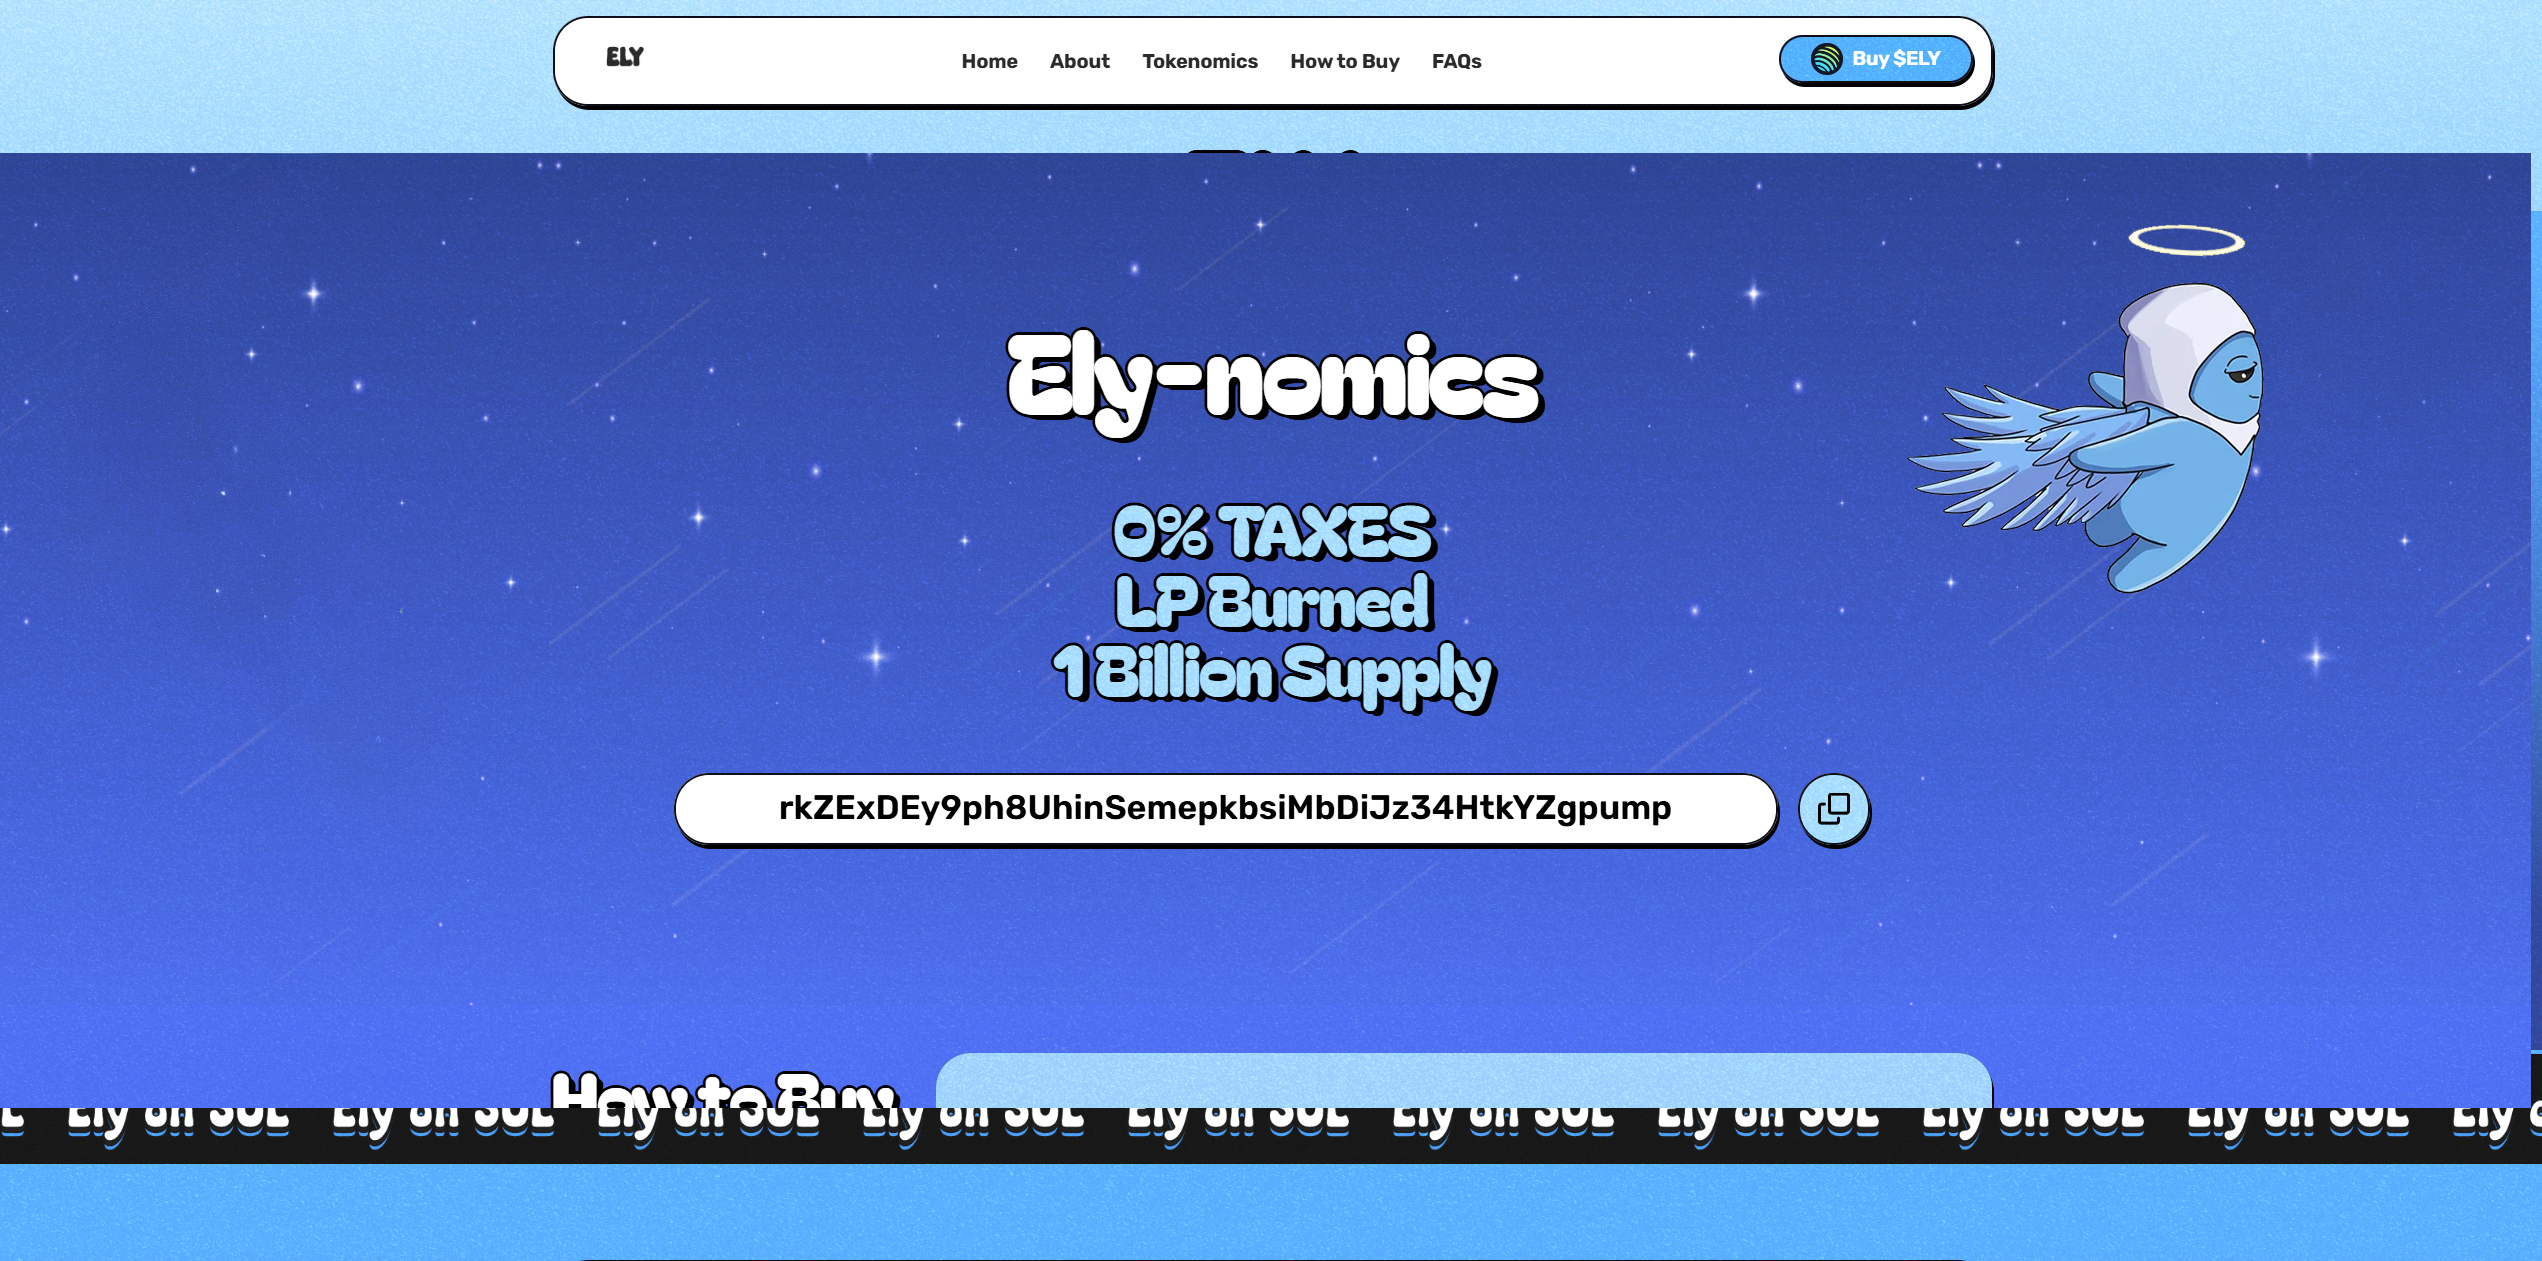 ELY
Home About Tokenomics How to Buy FAQs
Buy $ELY
Ely-nomics
0% TAXES
LP Burned
1 Billion Supply
rkZExDEy9ph8UhinSemepkbsiMbDiJz34HtkYZgpump
How to Buy
Ely on SOL Ely on SOL Ely on SOL Ely on SOL Ely on SOL Ely on SOL Ely on SOL Ely on SOL Ely on SOL Ely